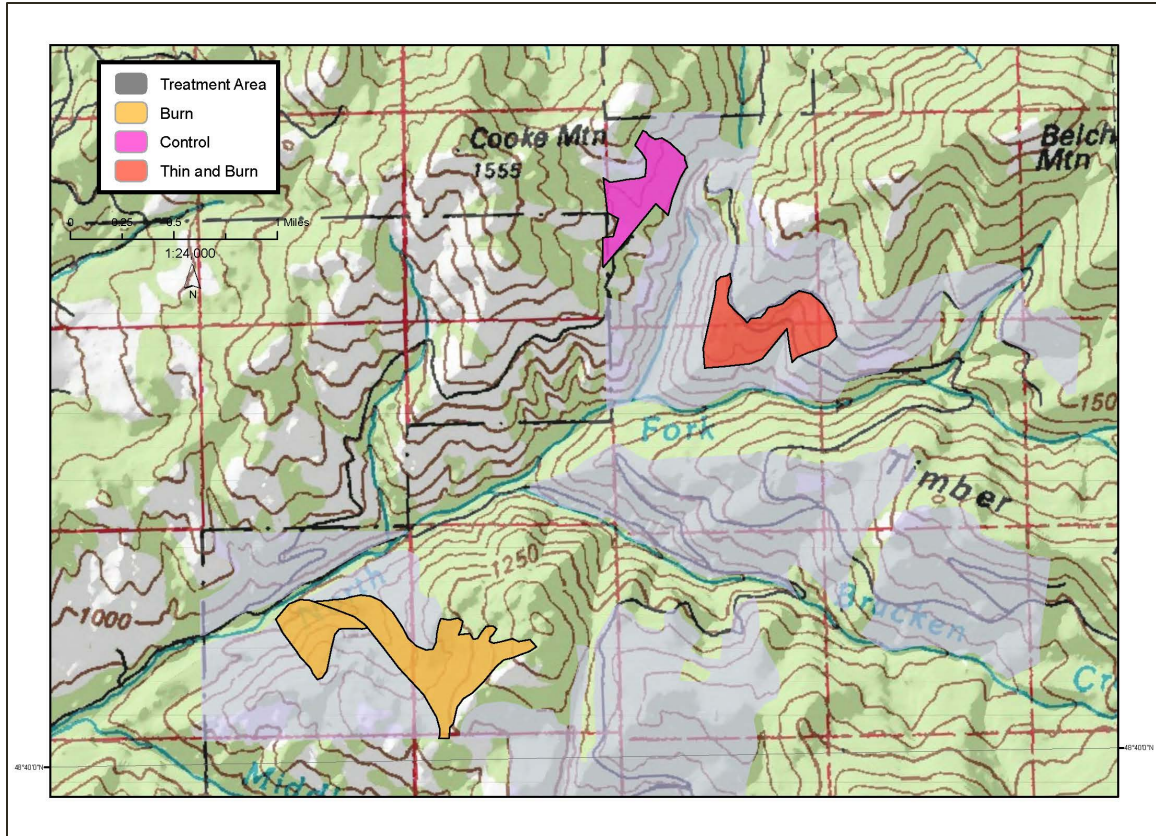 Treatment Area
Burn
Control
Thin and Burn
Cooke Mtn
1555
Belch
Mtn
0 0.25 0.5 1 Miles
1:24,000
N
150
Fork
Timber
1250
North
1000
Bracken
Cr
Middl
48°40'0"N
48°40'0"N